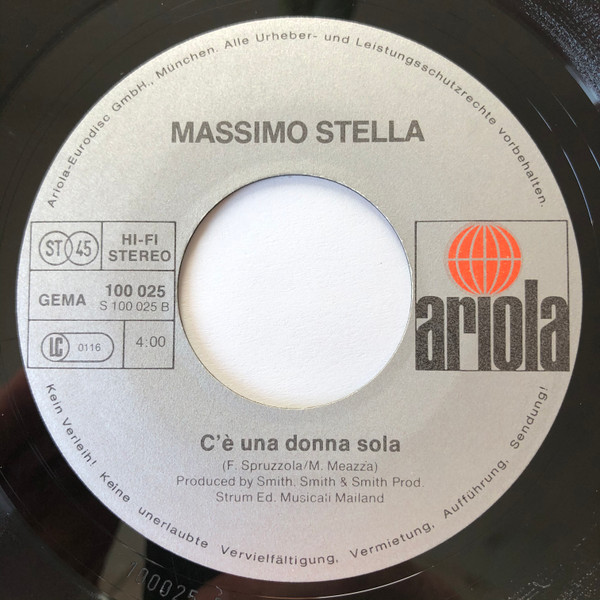 Ariola-Eurodisc GmbH., München. Alle Urheber- und Leistungsschutzrechte vorbehalten.
MASSIMO STELLA
ST 45
HI-FI
STEREO
GEMA
100 025
S 100 025 B
LC 0116
4:00
ariola
C'è una donna sola
(F. Spruzzola/M. Meazza)
Produced by Smith, Smith & Smith Prod.
Strum Ed. Musicali Mailand
Kein Verleih! Keine unerlaubte Vervielfältigung, Vermietung, Aufführung, Sendung!
100025